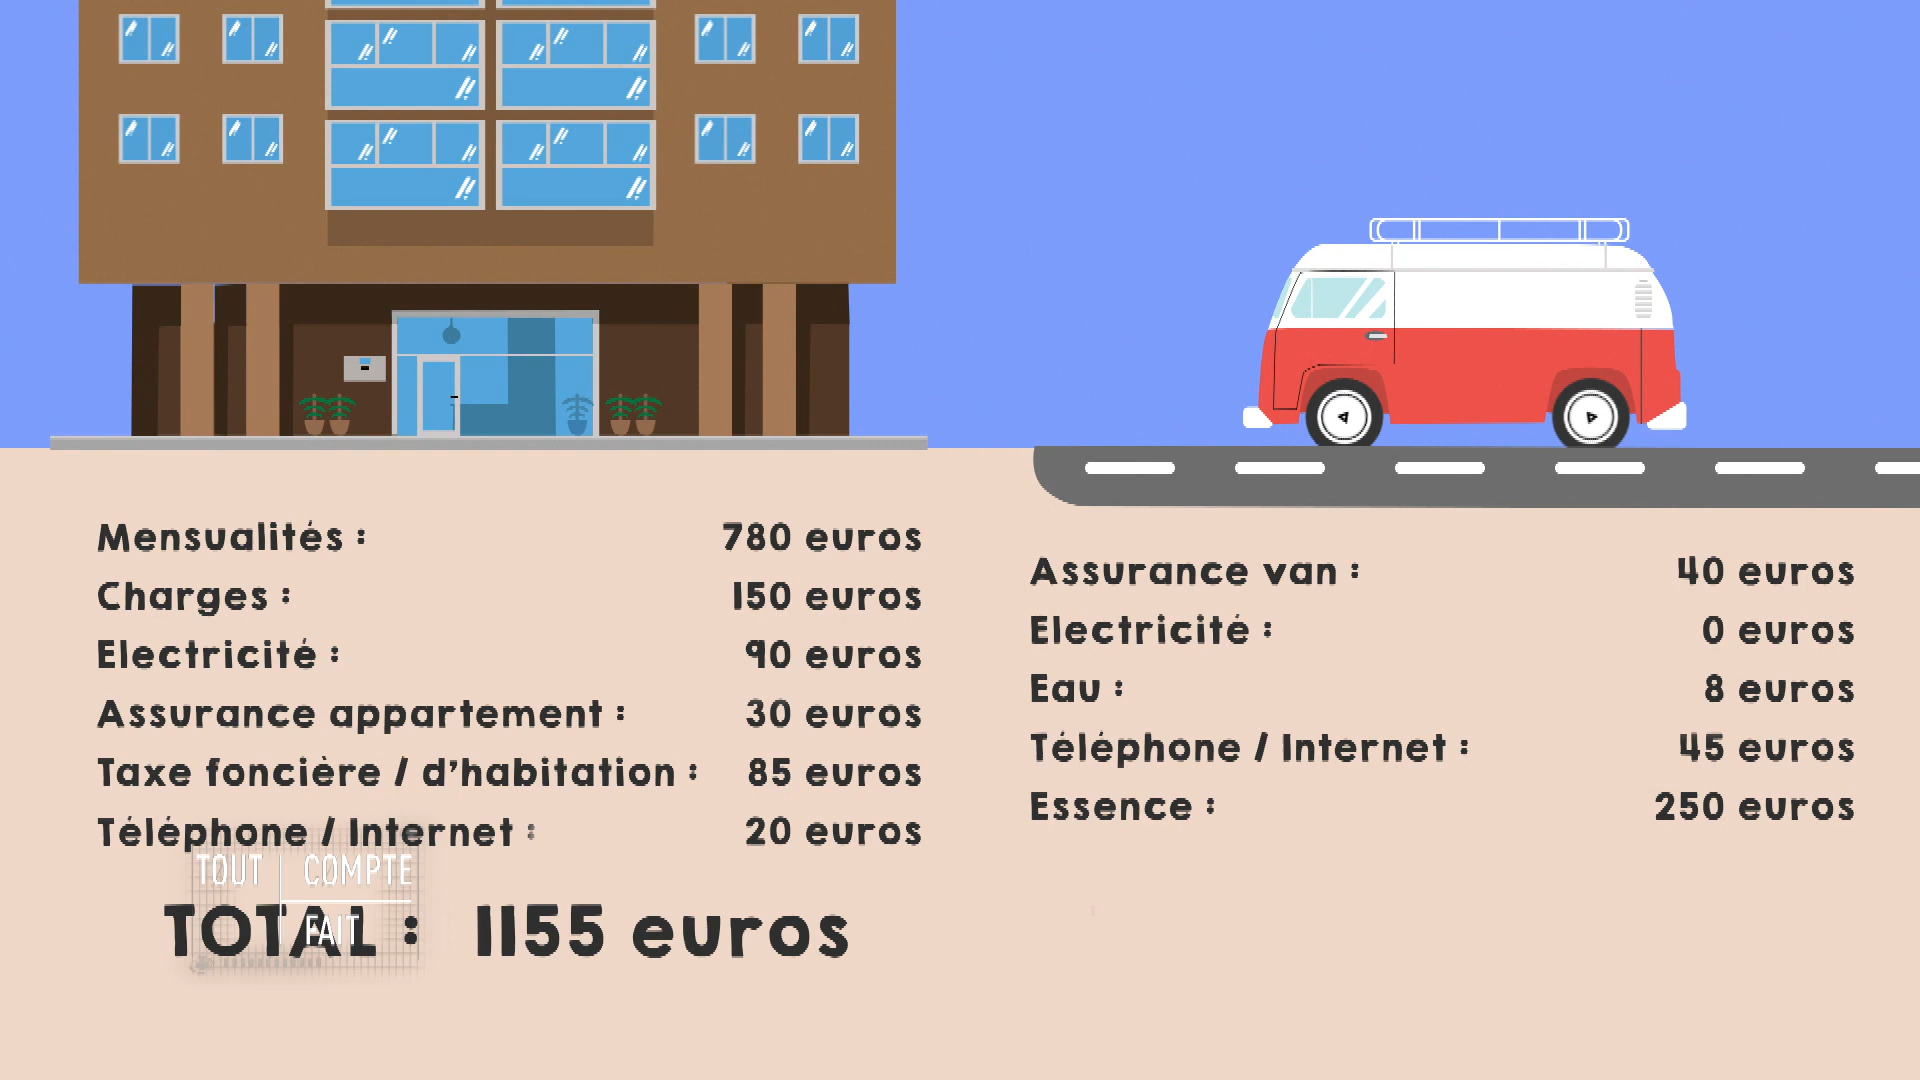 Mensualités : 780 euros
Charges : 150 euros
Electricité : 90 euros
Assurance appartement : 30 euros
Taxe foncière / d'habitation : 85 euros
Téléphone / Internet : 20 euros
TOUT COMPTE
FAIT
TOTAL : 1155 euros
Assurance van : 40 euros
Electricité : 0 euros
Eau : 8 euros
Téléphone / Internet : 45 euros
Essence : 250 euros